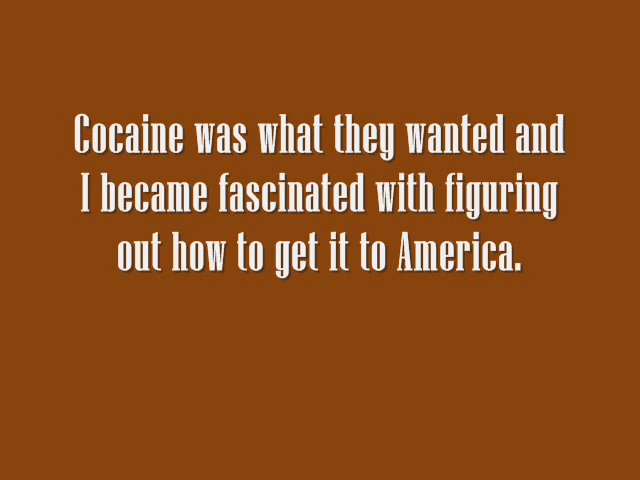 Cocaine was what they wanted and
I became fascinated with figuring
out how to get it to America.